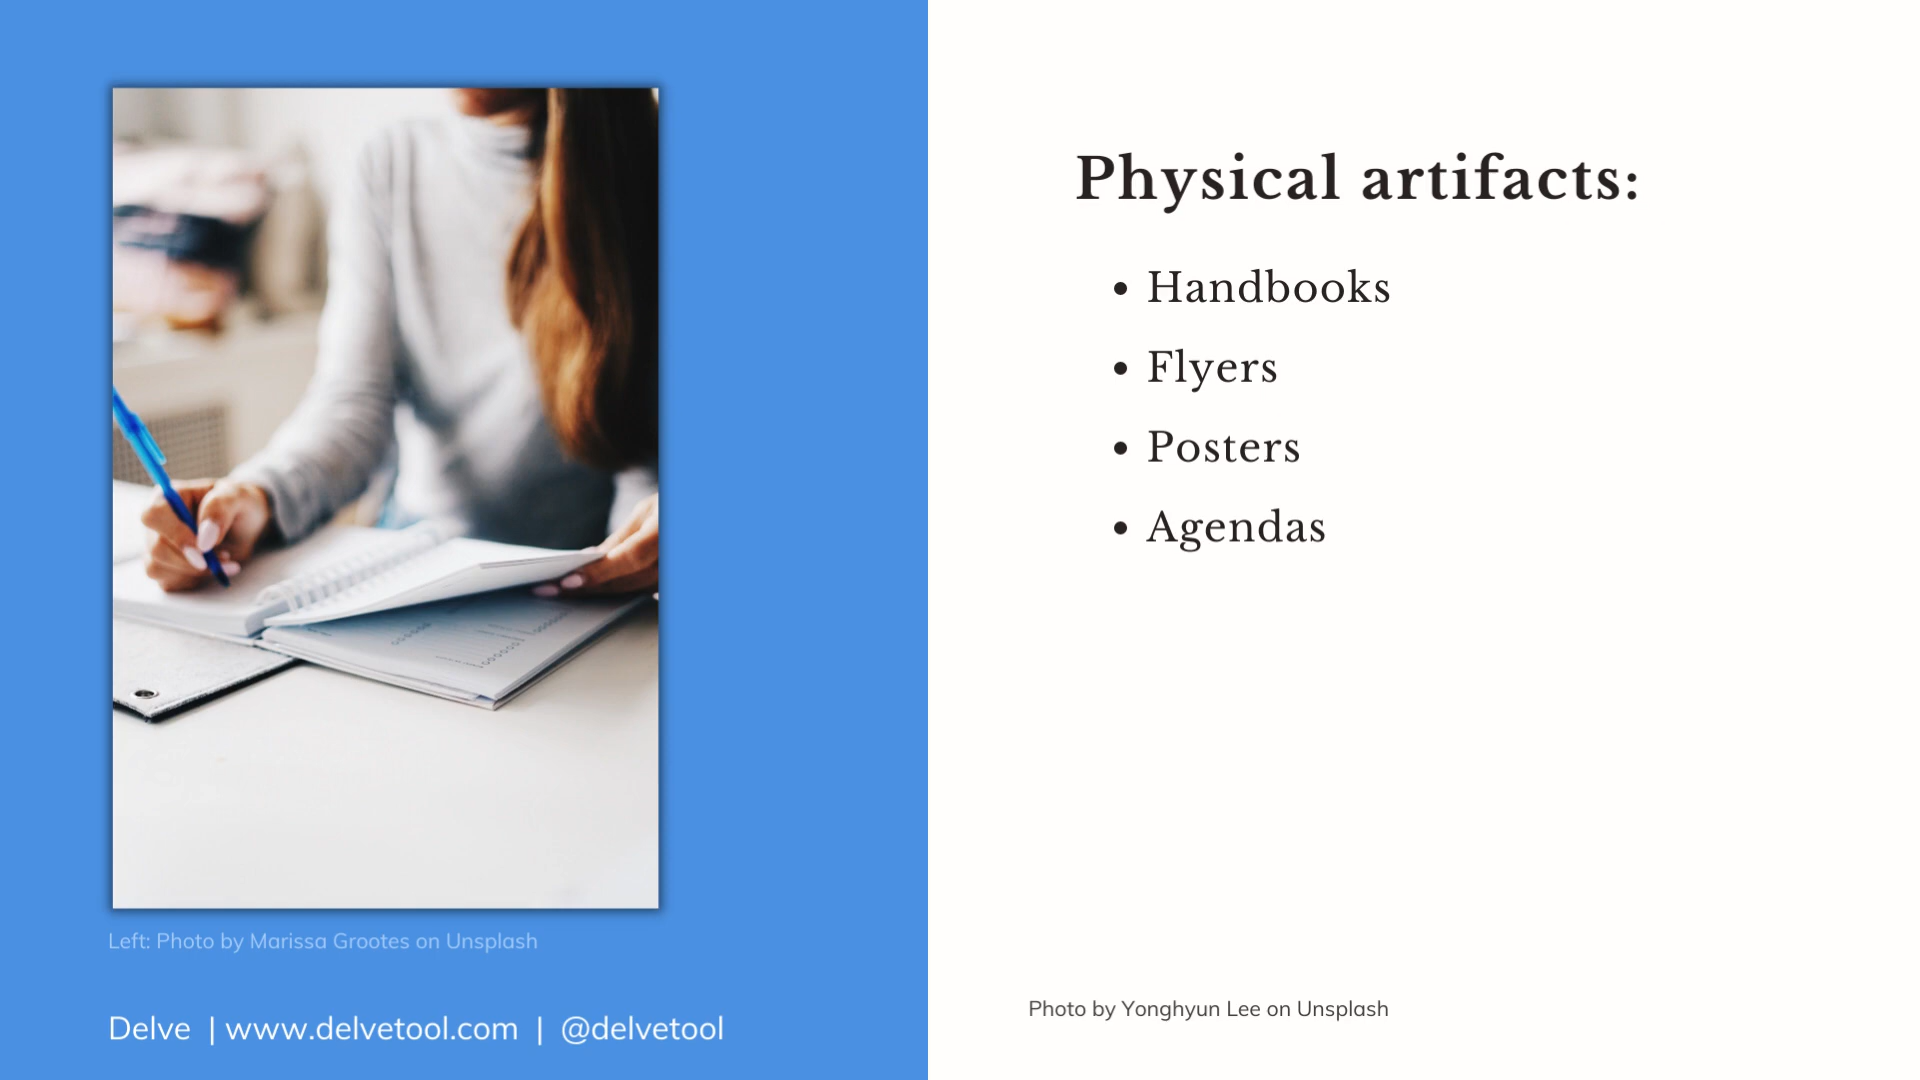 Physical artifacts:
• Handbooks
• Flyers
• Posters
• Agendas
Left: Photo by Marissa Grootes on Unsplash
Delve | www.delvetool.com | @delvetool
Photo by Yonghyun Lee on Unsplash